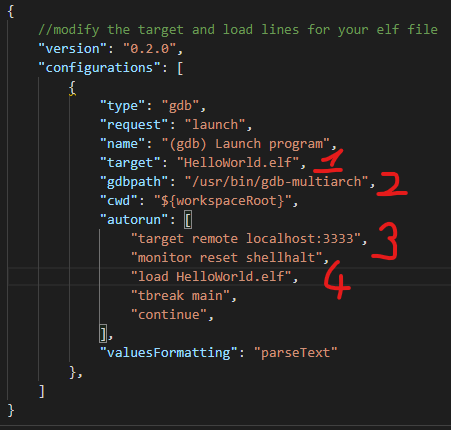 {
//modify the target and load lines for your elf file
"version": "0.2.0",
"configurations": [
{
"type": "gdb",
"request": "launch",
"name": "(gdb) Launch program",
"target": "HelloWorld.elf", 1
"gdbpath": "/usr/bin/gdb-multiarch", 2
"cwd": "${workspaceRoot}",
"autorun": [
"target remote localhost:3333", 3
"monitor reset shellhalt",
"load HelloWorld.elf", 4
"tbreak main",
"continue",
],
"valuesFormatting": "parseText"
},
]
}